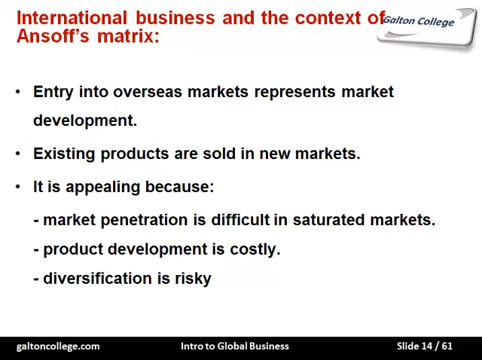 International business and the context of
Ansoff's matrix:
Galton College
• Entry into overseas markets represents market
development.
• Existing products are sold in new markets.
• It is appealing because:
- market penetration is difficult in saturated markets.
- product development is costly.
- diversification is risky
galtoncollege.com Intro to Global Business Slide 14 / 61